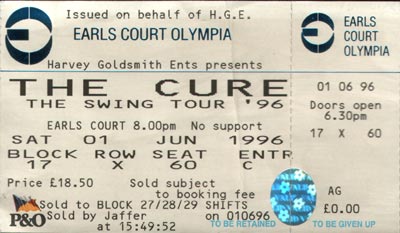 Issued on behalf of H.G.E.
EARLS COURT OLYMPIA
Harvey Goldsmith Ents presents
THE CURE
THE SWING TOUR '96
EARLS COURT 8.00pm No support
SAT 01 JUN 1996
BLOCK ROW SEAT ENTR
17 X 60 C
Price £18.50 Sold subject
to booking fee
Sold to BLOCK 27/28/29 SHIFTS
Sold by Jaffer on 010696
at 15:49:52
P&O
TO BE RETAINED
EARLS
COURT
OLYMPIA
01 06 96
Doors open
6.30pm
17 X 60
AG
£0.00
TO BE GIVEN UP